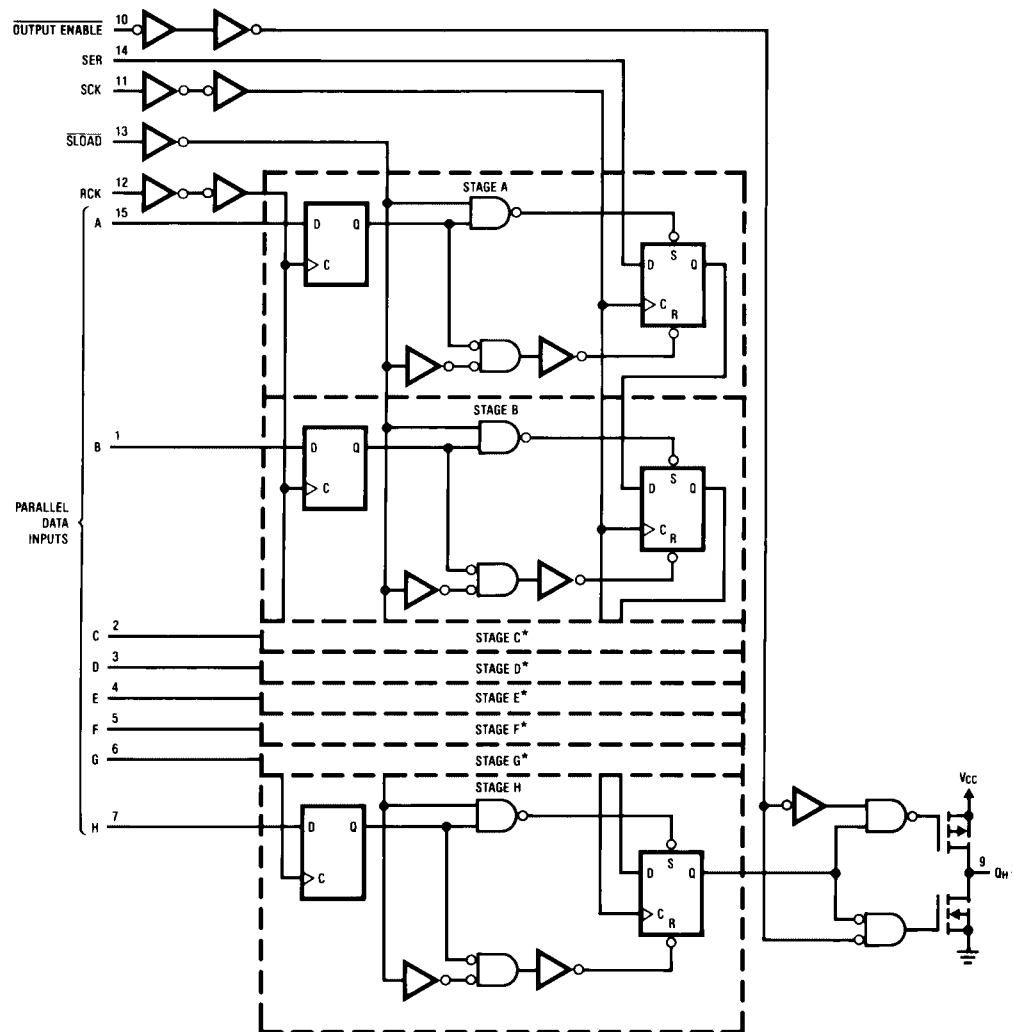 OUTPUT ENABLE 10
SER 14
SCK 11
SLOAD 13
RCK 12
A 15
STAGE A
D Q
C
S
D Q
C
R
STAGE B
B 1
D Q
C
S
D Q
C
R
PARALLEL
DATA
INPUTS
C 2
STAGE C*
D 3
STAGE D*
E 4
STAGE E*
F 5
STAGE F*
G 6
STAGE G*
STAGE H
H 7
D Q
C
S
D Q
C
R
VCC
9
QH'